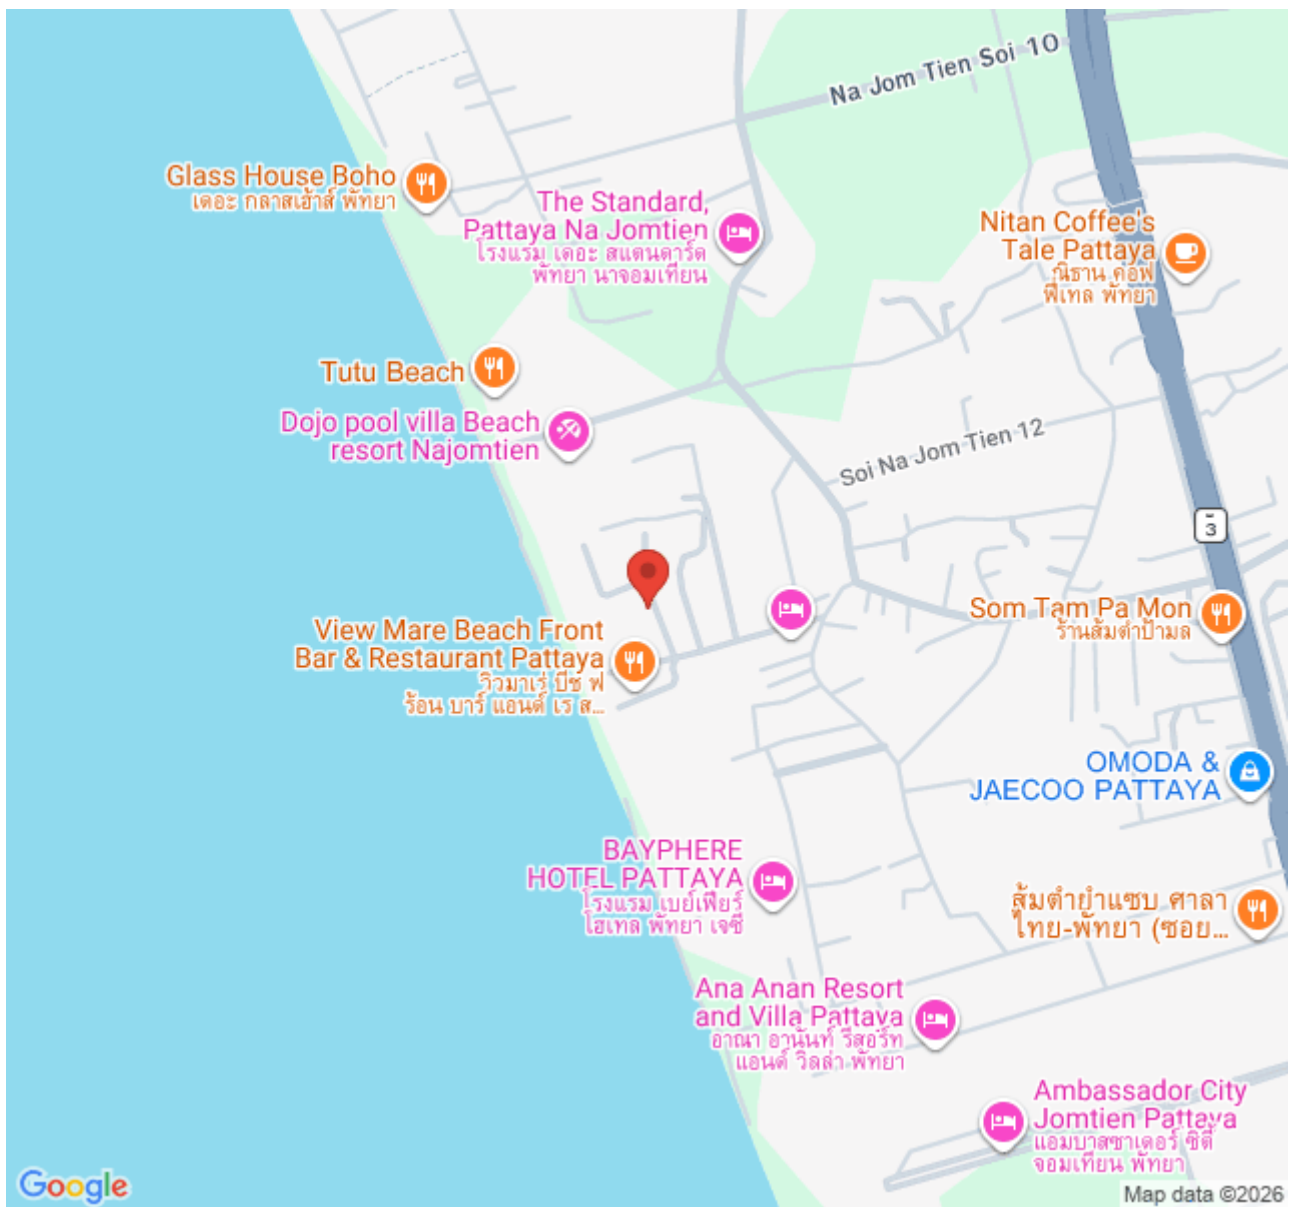 Na Jom Tien Soi 10
Glass House Boho
เดอะ กลาสเฮ้าส์ พัทยา
The Standard,
Pattaya Na Jomtien
โรงแรม เดอะ สแตนดาร์ด
พัทยา นาจอมเทียน
Nitan Coffee's
Tale Pattaya
ณิธาน คอฟ
ฟี่เทล พัทยา
Tutu Beach
Dojo pool villa Beach
resort Najomtien
Soi Na Jom Tien 12
3
Som Tam Pa Mon
ร้านส้มตำป้ามล
View Mare Beach Front
Bar & Restaurant Pattaya
วิวมาเร่ บีช ฟ
ร้อน บาร์ แอนด์ เร ส...
OMODA &
JAECOO PATTAYA
BAYPHERE
HOTEL PATTAYA
โรงแรม เบย์เฟียร์
โฮเทล พัทยา เจซี
ส้มตำยำแซบ ศาลา
ไทย-พัทยา (ซอย...
Ana Anan Resort
and Villa Pattaya
อาณา อานันท์ รีสอร์ท
แอนด์ วิลล่า พัทยา
Ambassador City
Jomtien Pattaya
แอมบาสซาเดอร์ ซิตี้
จอมเทียน พัทยา
Google
Map data ©2026